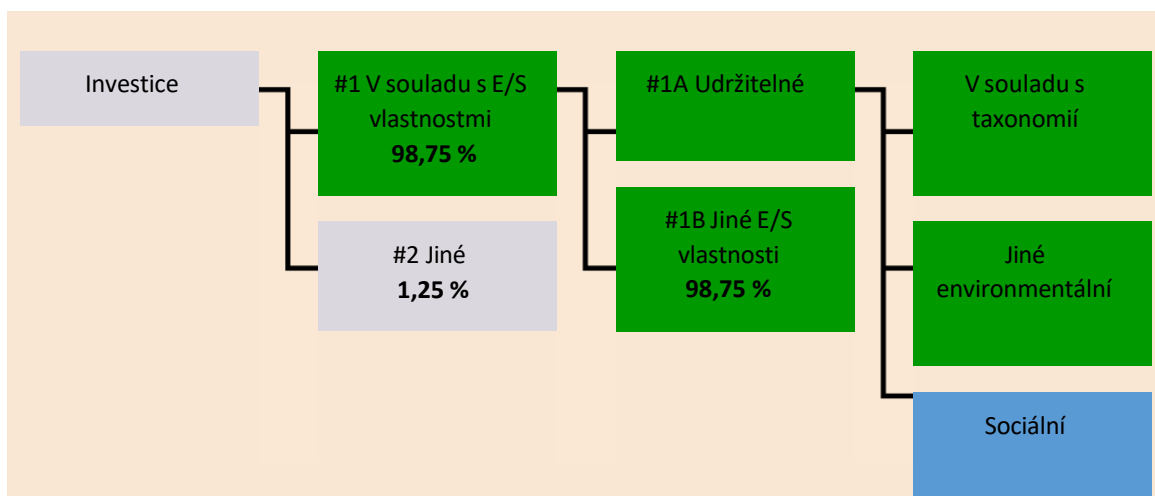 Investice
#1 V souladu s E/S
vlastnostmi
98,75 %
#2 Jiné
1,25 %
#1A Udržitelné
#1B Jiné E/S
vlastnosti
98,75 %
V souladu s
taxonomií
Jiné
environmentální
Sociální